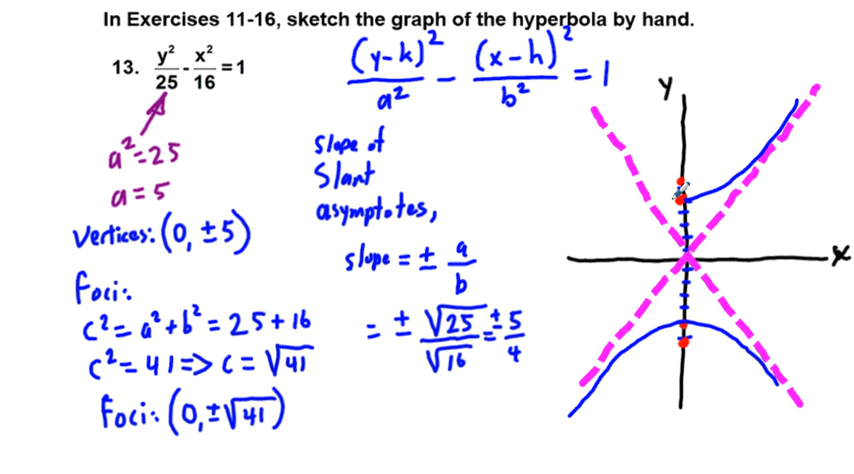 In Exercises 11-16, sketch the graph of the hyperbola by hand.
13. y²/25 - x²/16 = 1
(y-k)²/a² - (x-h)²/b² = 1
a²=25
a=5
Vertices: (0, ±5)
Foci:
c²= a²+b² = 25+16
c²= 41 => c = √41
Foci: (0, ±√41)
Slope of
Slant
asymptotes,
slope = ± a/b
= ± √25/√16 = ± 5/4
y
x